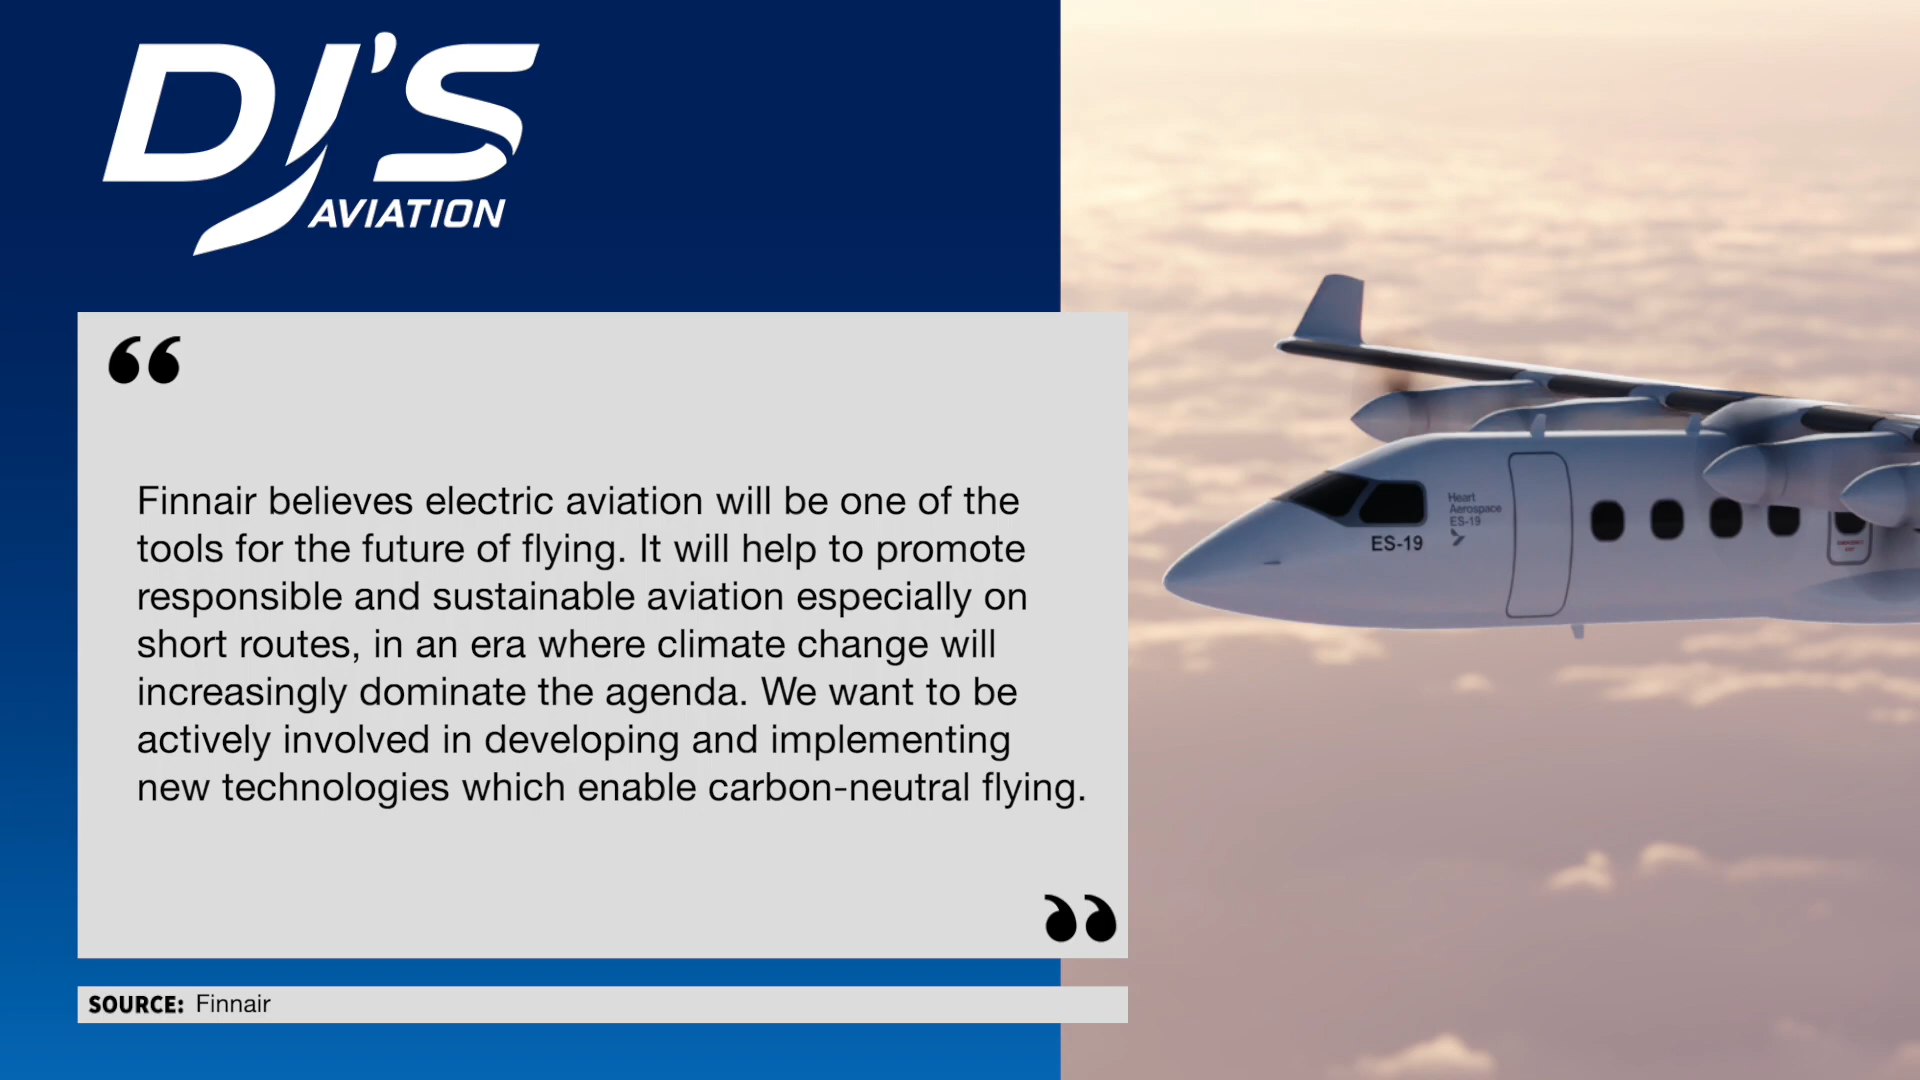 DJ'S
AVIATION
“
Finnair believes electric aviation will be one of the
tools for the future of flying. It will help to promote
responsible and sustainable aviation especially on
short routes, in an era where climate change will
increasingly dominate the agenda. We want to be
actively involved in developing and implementing
new technologies which enable carbon-neutral flying.
”
SOURCE: Finnair
Heart
Aerospace
ES-19
ES-19
EMERGENCY
EXIT